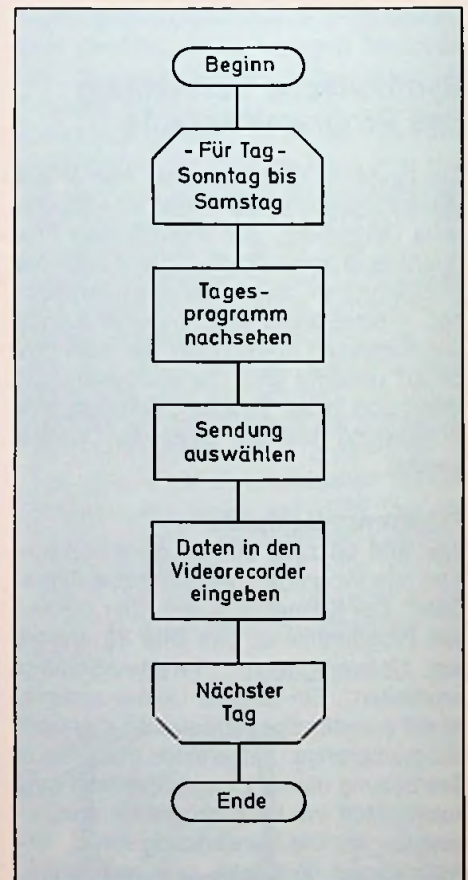 Beginn
- Für Tag -
Sonntag bis
Samstag
Tages-
programm
nachsehen
Sendung
auswählen
Daten in den
Videorecorder
eingeben
Nächster
Tag
Ende